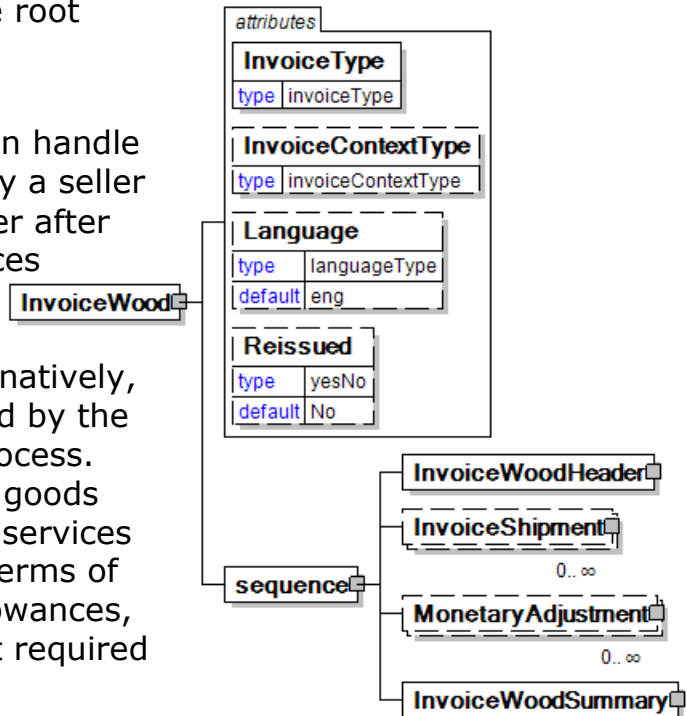 e root
n handle
y a seller
er after
ces
natively,
d by the
ocess.
goods
services
erms of
owances,
t required
InvoiceWood
attributes
InvoiceType
type invoiceType
InvoiceContextType
type invoiceContextType
Language
type languageType
default eng
Reissued
type yesNo
default No
sequence
InvoiceWoodHeader
InvoiceShipment
0.. ∞
MonetaryAdjustment
0.. ∞
InvoiceWoodSummary